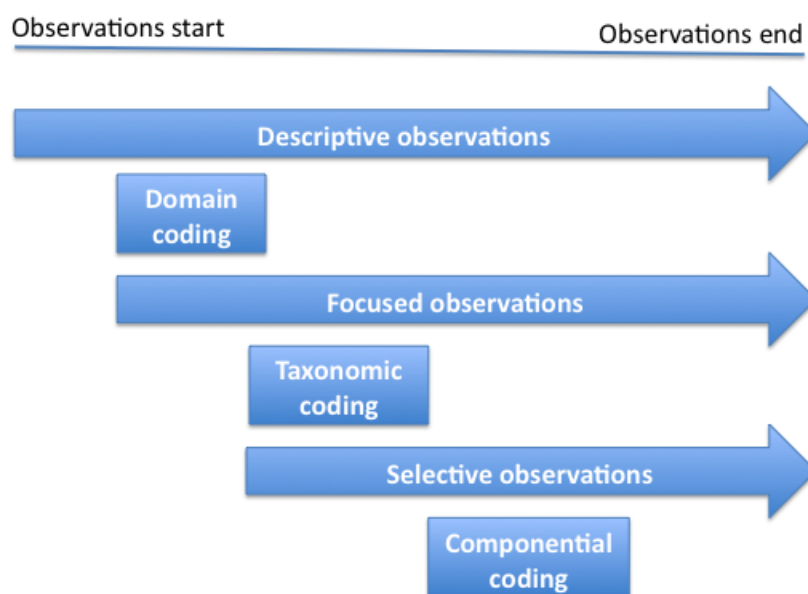 Observations start
Observations end
Descriptive observations
Domain
coding
Focused observations
Taxonomic
coding
Selective observations
Componential
coding